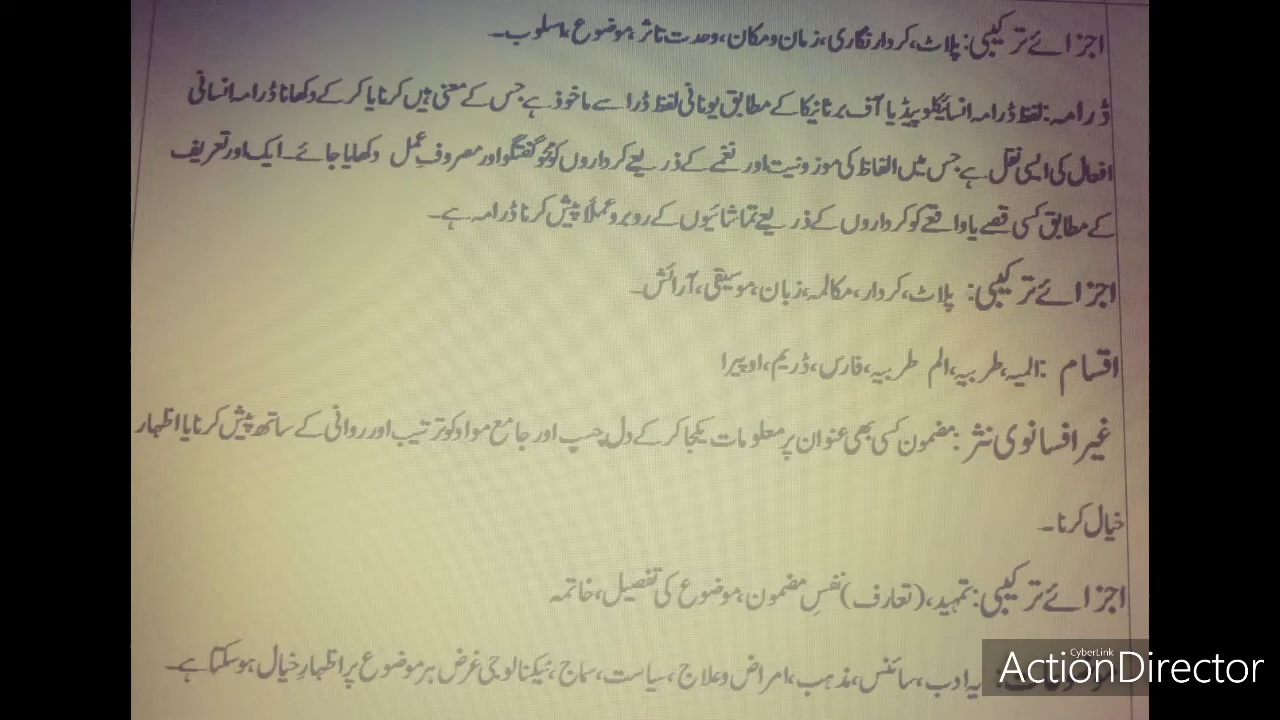 اجزائے ترکیبی: پلاٹ، کردار نگاری، زمان و مکان، وحدت تاثر، موضوع، اسلوب۔
ڈرامہ: لفظ ڈرامہ انسائیکلوپیڈیا آف برٹانیکا کے مطابق یونانی لفظ ڈرا سے ماخوذ ہے جس کے معنی ہیں کرنا یا کر کے دکھانا ڈرامہ انسانی
افعال کی ایسی نقل ہے جس میں الفاظ کی موزونیت اور نغمے کے ذریعے کرداروں کو محو گفتگو اور مصروفِ عمل دکھایا جائے۔ ایک اور تعریف
کے مطابق کسی قصے یا واقعے کو کرداروں کے ذریعے تماشائیوں کے روبرو عملاً پیش کرنا ڈرامہ ہے۔
اجزائے ترکیبی: پلاٹ، کردار، مکالمہ، زبان، موسیقی، آرائش۔
اقسام: المیہ، طربیہ، الم طربیہ، فارس، ڈریم، اوپیرا
غیر افسانوی نثر: مضمون کسی بھی عنوان پر معلومات یکجا کر کے دل چسپ اور جامع مواد کو ترتیب اور روانی کے ساتھ پیش کرنا یا اظہار
خیال کرنا۔
اجزائے ترکیبی: تمہید، (تعارف) نفسِ مضمون، موضوع کی تفصیل، خاتمہ
یہ ادب، سائنس، مذہب، امراض و علاج، سیاست، سماج، ٹیکنالوجی غرض ہر موضوع پر اظہارِ خیال ہو سکتا ہے۔
CyberLink
ActionDirector